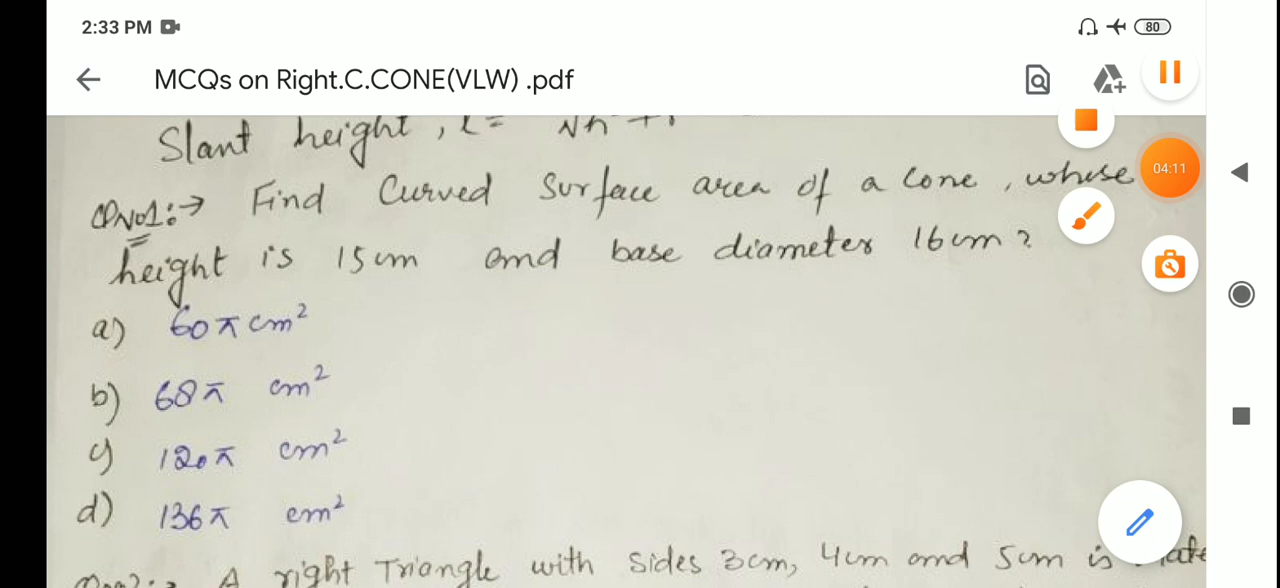 2:33 PM
80
MCQs on Right.C.CONE(VLW) .pdf
04:11
Slant height, l =
QNo1:→ Find Curved Surface area of a Cone, whose
height is 15cm and base diameter 16cm?
a) 60π cm²
b) 68π cm²
c) 120π cm²
d) 136π cm²
A right Triangle with sides 3cm, 4cm and 5cm is